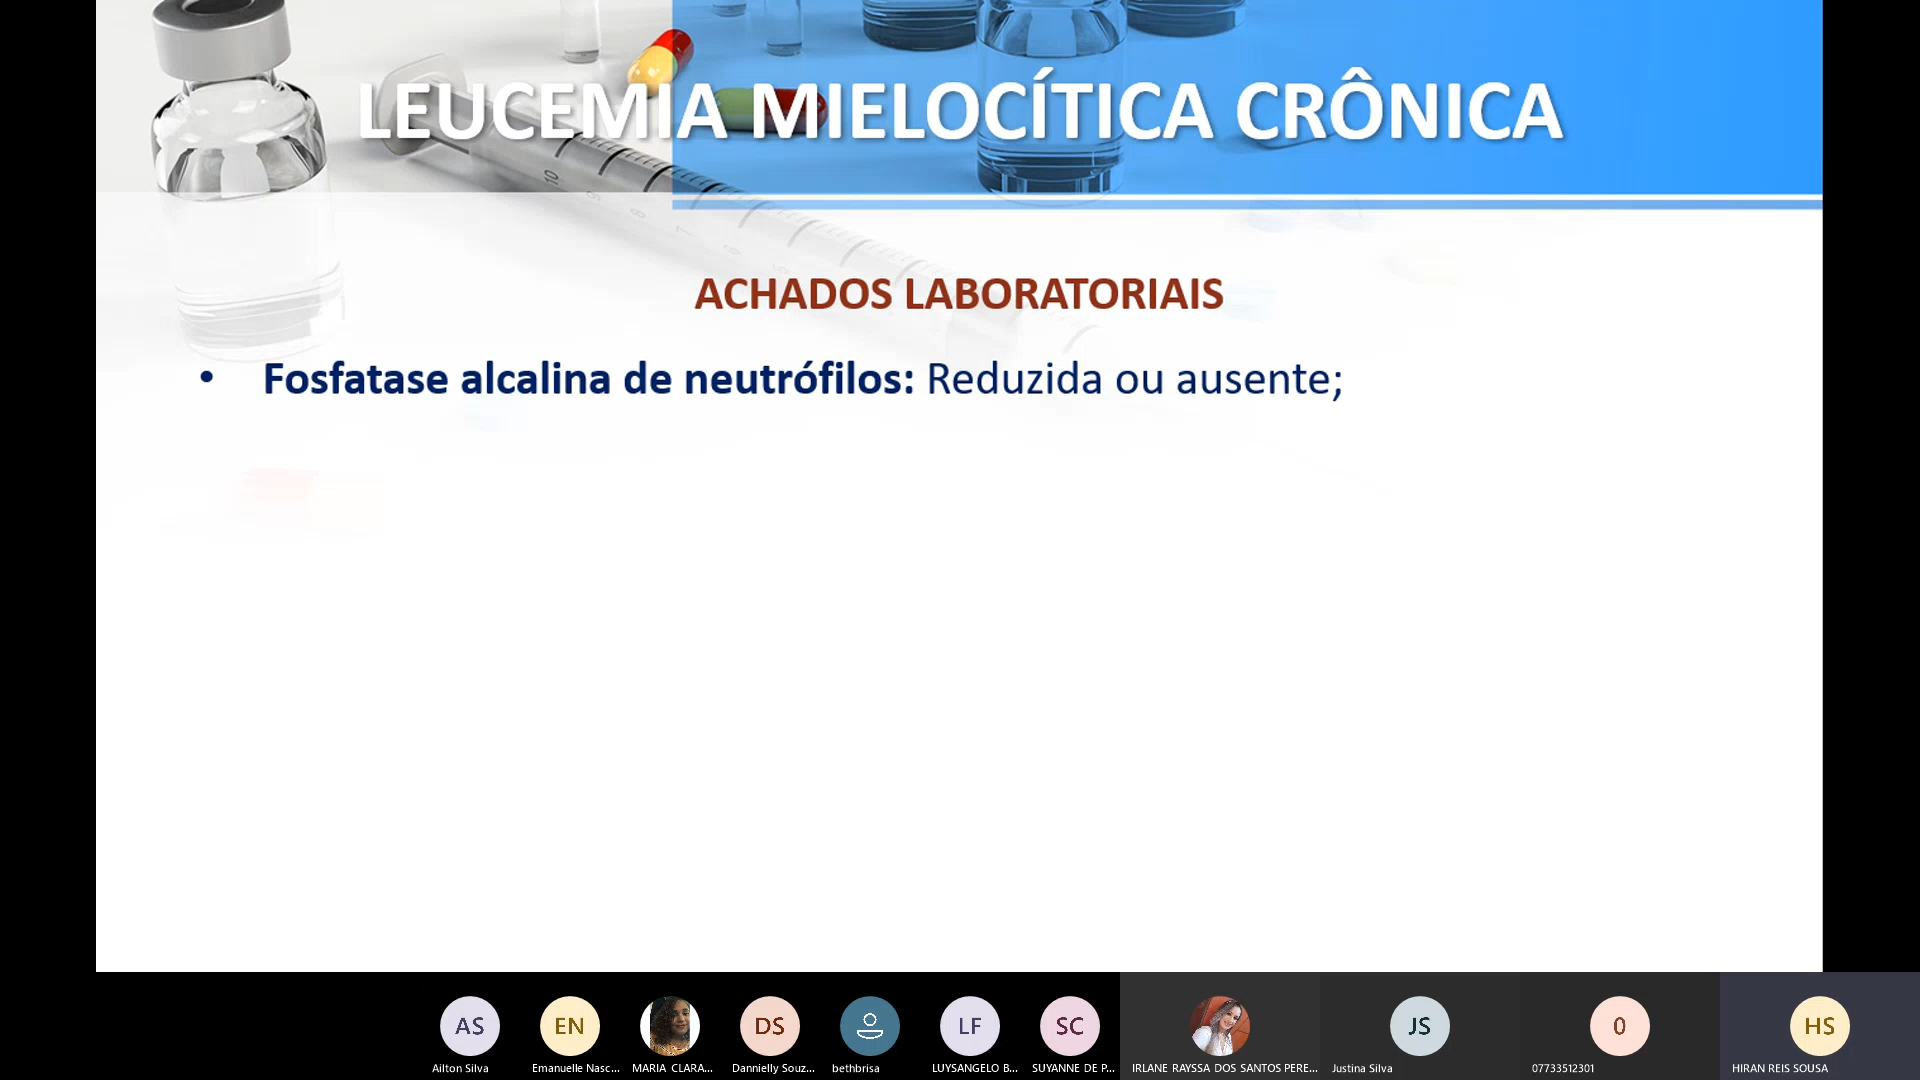 LEUCEMIA MIELOCÍTICA CRÔNICA
ACHADOS LABORATORIAIS
• Fosfatase alcalina de neutrófilos: Reduzida ou ausente;
10
AS
EN
DS
LF
SC
JS
0
HS
Ailton Silva
Emanuelle Nasc...
MARIA CLARA...
Dannielly Souz...
bethbrisa
LUYSANGELO B...
SUYANNE DE P...
IRLANE RAYSSA DOS SANTOS PERE...
Justina Silva
07733512301
HIRAN REIS SOUSA